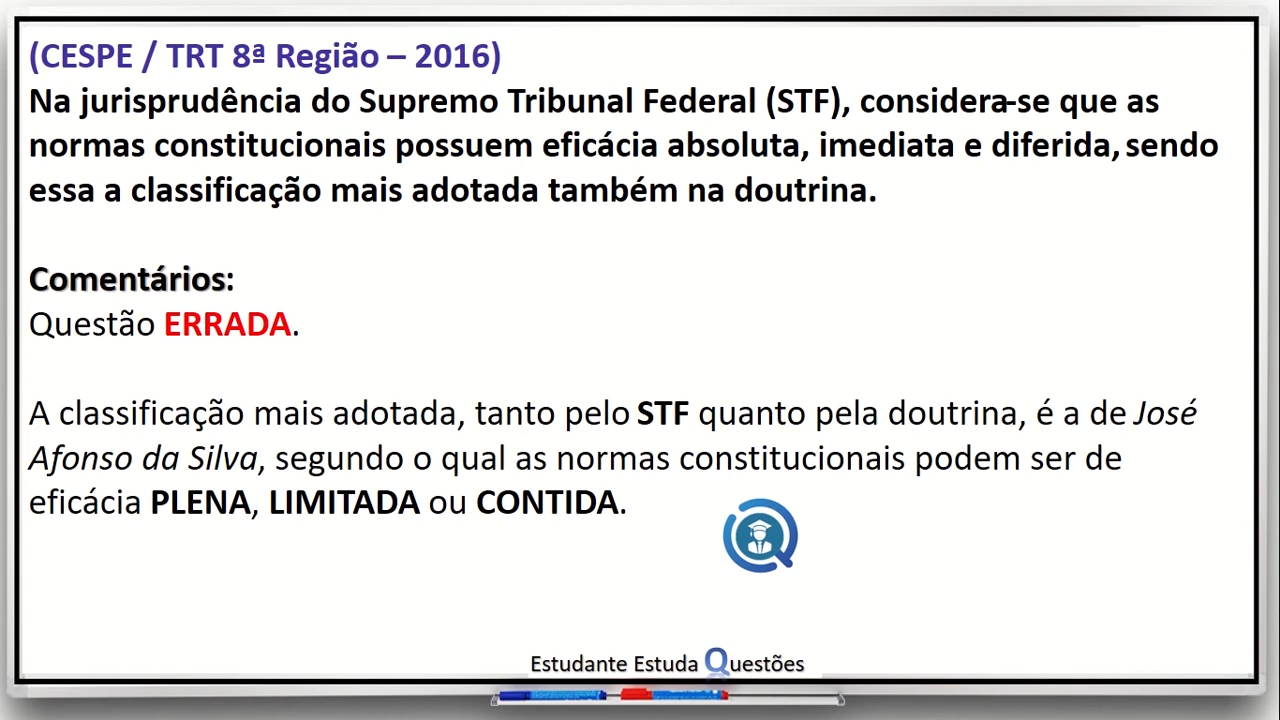 (CESPE / TRT 8ª Região – 2016)
Na jurisprudência do Supremo Tribunal Federal (STF), considera-se que as
normas constitucionais possuem eficácia absoluta, imediata e diferida, sendo
essa a classificação mais adotada também na doutrina.
Comentários:
Questão ERRADA.
A classificação mais adotada, tanto pelo STF quanto pela doutrina, é a de José
Afonso da Silva, segundo o qual as normas constitucionais podem ser de
eficácia PLENA, LIMITADA ou CONTIDA.
Estudante Estuda Questões